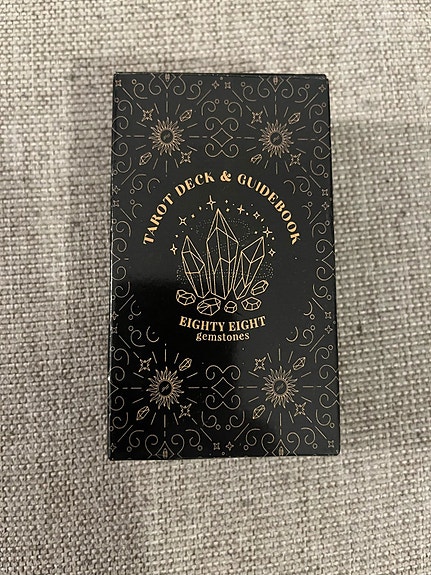 TAROT DECK & GUIDEBOOK
EIGHTY EIGHT
gemstones